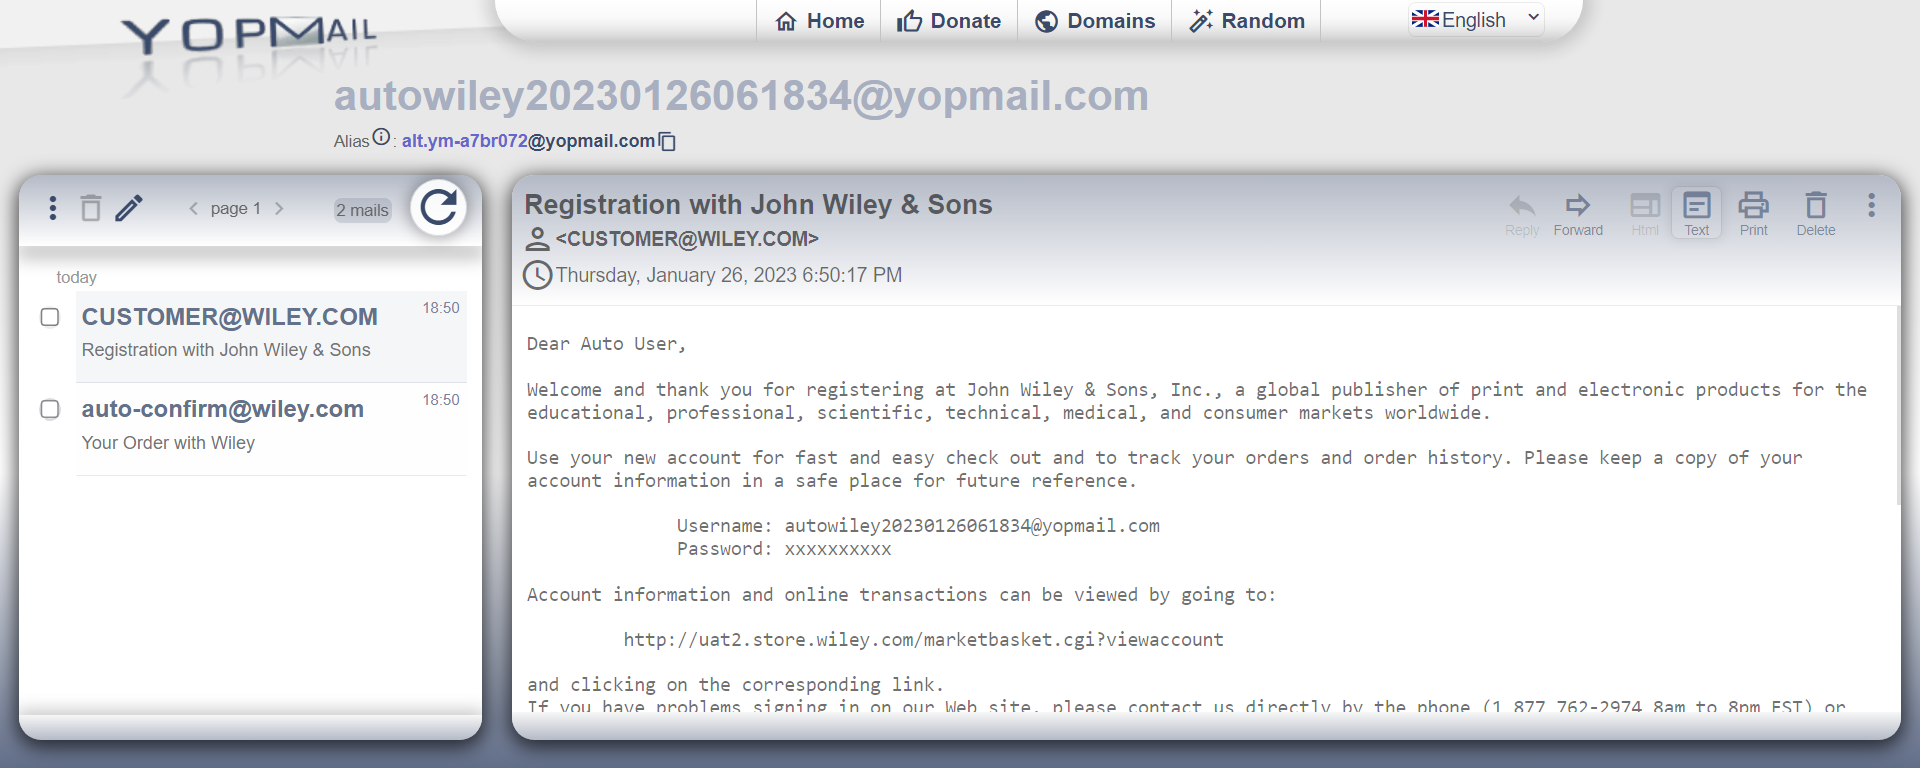 YOPMail
Home
Donate
Domains
Random
English
autowiley20230126061834@yopmail.com
Alias : alt.ym-a7br072@yopmail.com
page 1
2 mails
today
CUSTOMER@WILEY.COM
18:50
Registration with John Wiley & Sons
auto-confirm@wiley.com
18:50
Your Order with Wiley
Registration with John Wiley & Sons
<CUSTOMER@WILEY.COM>
Thursday, January 26, 2023 6:50:17 PM
Reply
Forward
Html
Text
Print
Delete
Dear Auto User,
Welcome and thank you for registering at John Wiley & Sons, Inc., a global publisher of print and electronic products for the
educational, professional, scientific, technical, medical, and consumer markets worldwide.
Use your new account for fast and easy check out and to track your orders and order history. Please keep a copy of your
account information in a safe place for future reference.
Username: autowiley20230126061834@yopmail.com
Password: xxxxxxxxxx
Account information and online transactions can be viewed by going to:
http://uat2.store.wiley.com/marketbasket.cgi?viewaccount
and clicking on the corresponding link.
If you have problems signing in on our Web site, please contact us directly by the phone (1 877 762-2974 8am to 8pm EST) or